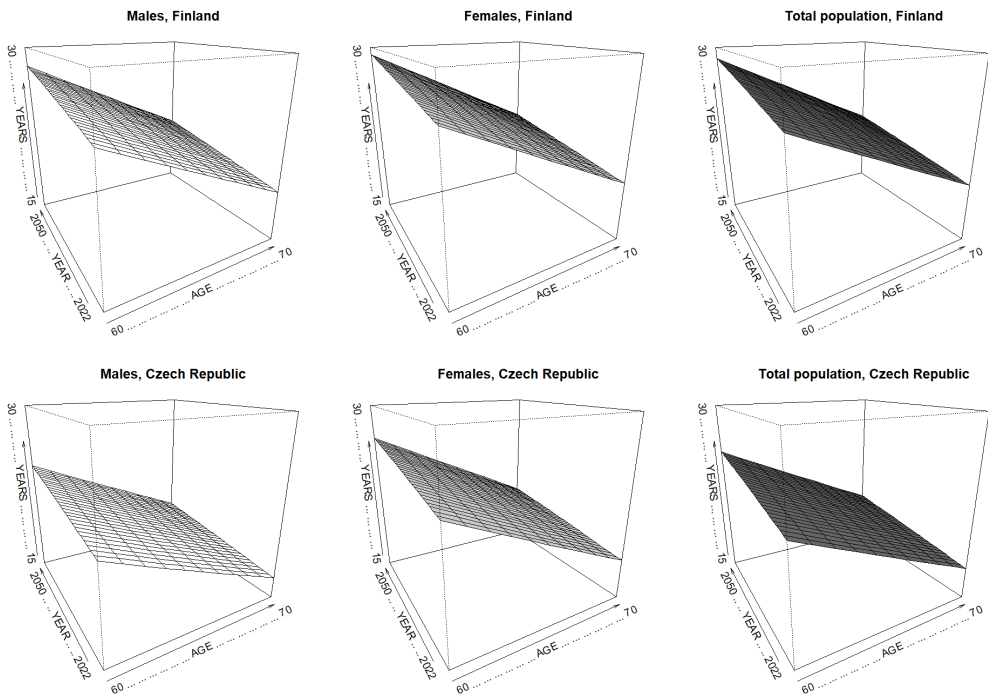 Males, Finland
30
YEARS
15
2050
YEAR
2022
60
AGE
70
Females, Finland
30
YEARS
15
2050
YEAR
2022
60
AGE
70
Total population, Finland
30
YEARS
15
2050
YEAR
2022
60
AGE
70
Males, Czech Republic
30
YEARS
15
2050
YEAR
2022
60
AGE
70
Females, Czech Republic
30
YEARS
15
2050
YEAR
2022
60
AGE
70
Total population, Czech Republic
30
YEARS
15
2050
YEAR
2022
60
AGE
70